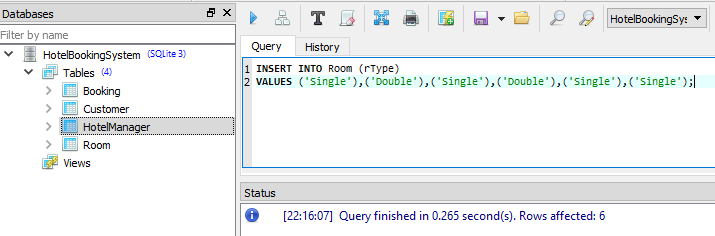 Databases
Filter by name
HotelBookingSystem (SQLite 3)
Tables (4)
Booking
Customer
HotelManager
Room
Views
HotelBookingSys
Query History
1 INSERT INTO Room (rType)
2 VALUES ('Single'),('Double'),('Single'),('Double'),('Single'),('Single');
Status
[22:16:07] Query finished in 0.265 second(s). Rows affected: 6